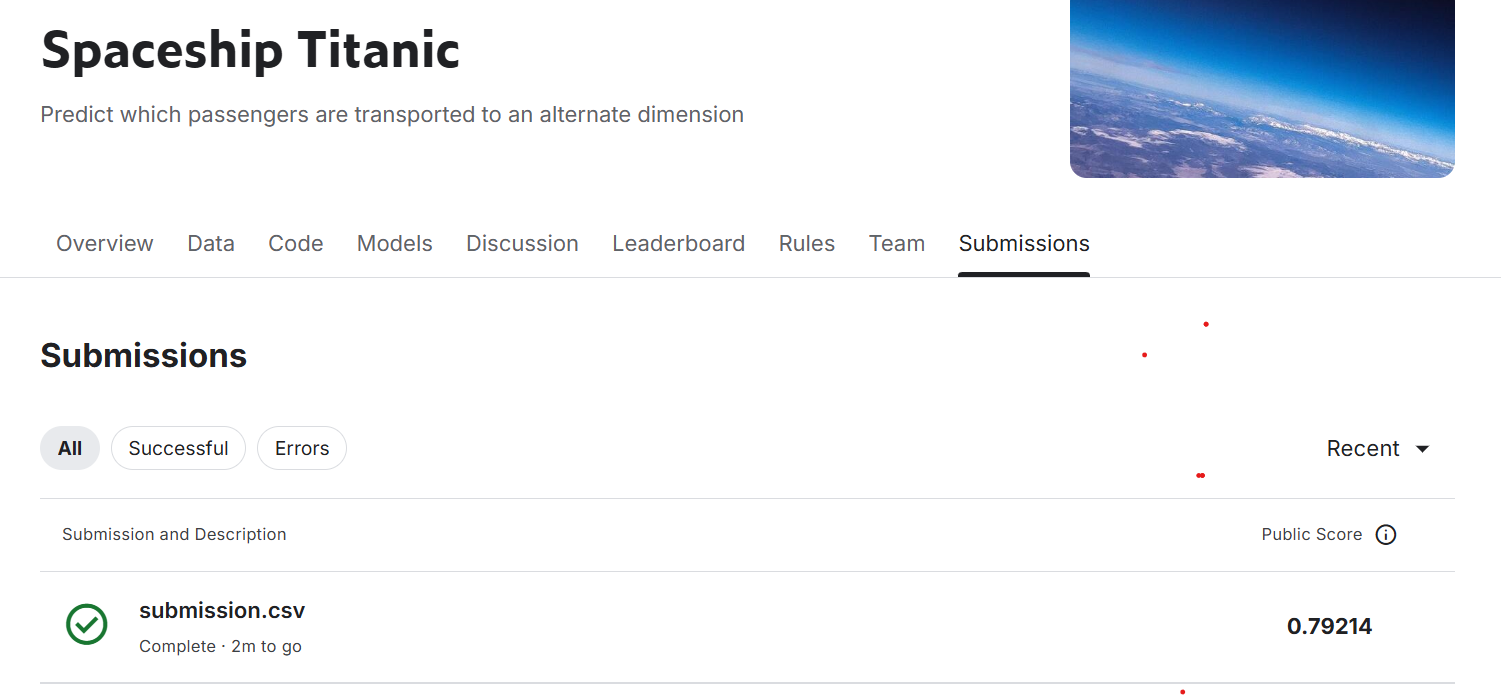 Spaceship Titanic
Predict which passengers are transported to an alternate dimension
Overview Data Code Models Discussion Leaderboard Rules Team Submissions
Submissions
All Successful Errors Recent
Submission and Description Public Score
submission.csv
0.79214
Complete · 2m to go